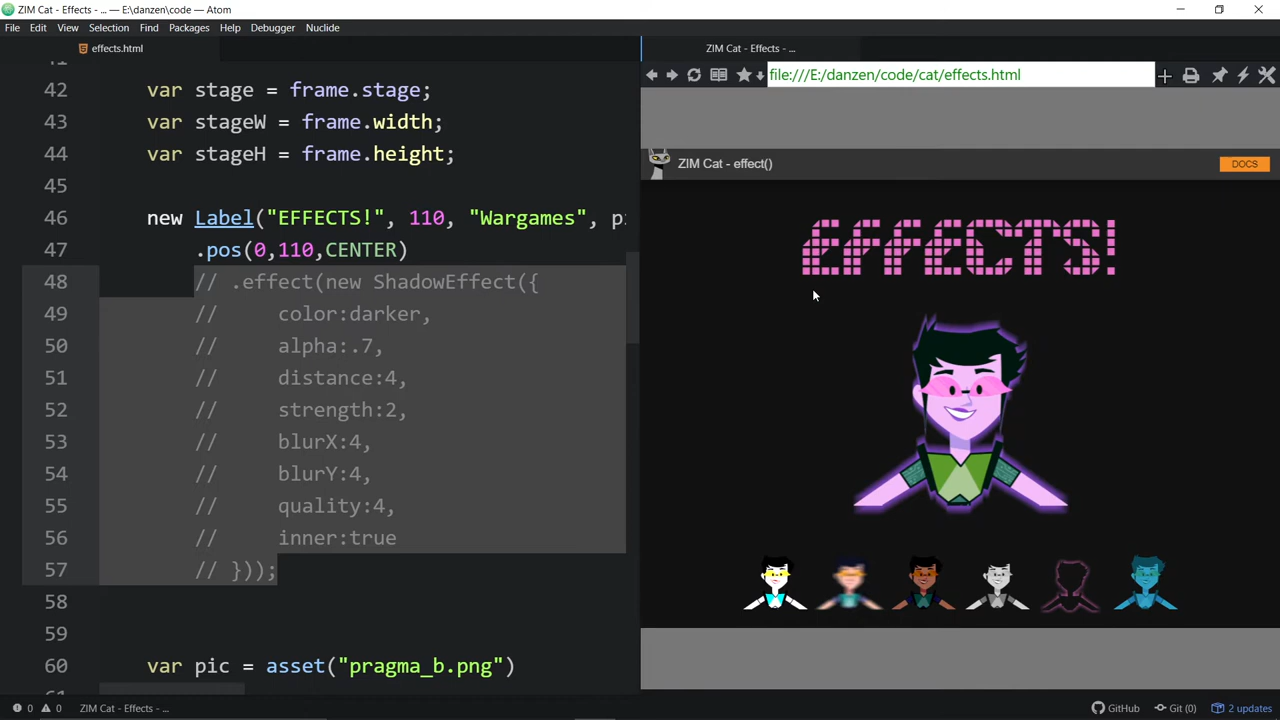 ZIM Cat - Effects - ... — E:\danzen\code — Atom
File Edit View Selection Find Packages Help Debugger Nuclide
effects.html
ZIM Cat - Effects - ...
file:///E:/danzen/code/cat/effects.html
42 var stage = frame.stage;
43 var stageW = frame.width;
44 var stageH = frame.height;
45
46 new Label("EFFECTS!", 110, "Wargames", pi
47 .pos(0,110,CENTER)
48 // .effect(new ShadowEffect({
49 // color:darker,
50 // alpha:.7,
51 // distance:4,
52 // strength:2,
53 // blurX:4,
54 // blurY:4,
55 // quality:4,
56 // inner:true
57 // }));
58
59
60 var pic = asset("pragma_b.png")
ZIM Cat - effect()
DOCS
EFFECTS!
0 0 ZIM Cat - Effects - ...
GitHub Git (0) 2 updates